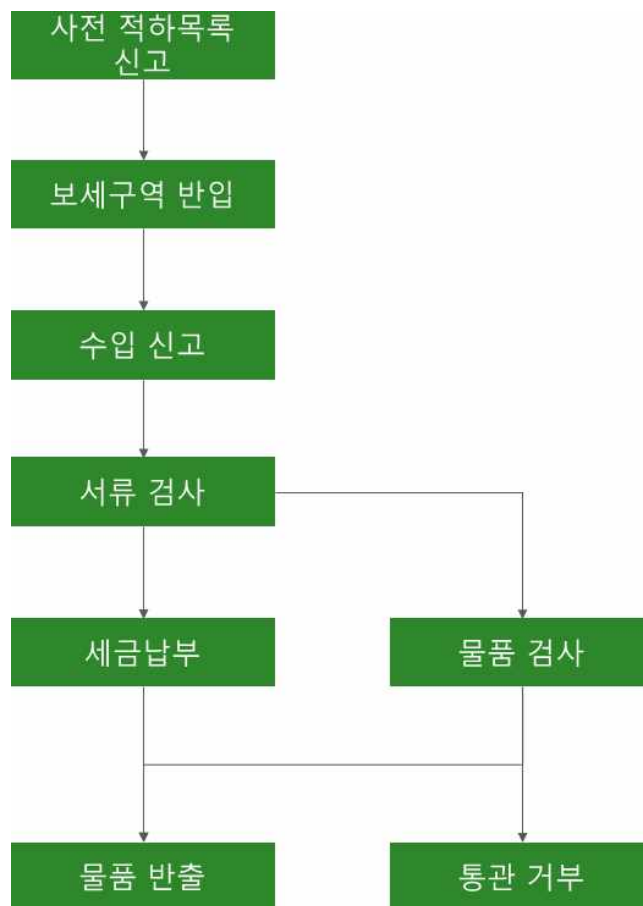 사전 적하목록
신고
보세구역 반입
수입 신고
서류 검사
세금납부
물품 검사
물품 반출
통관 거부